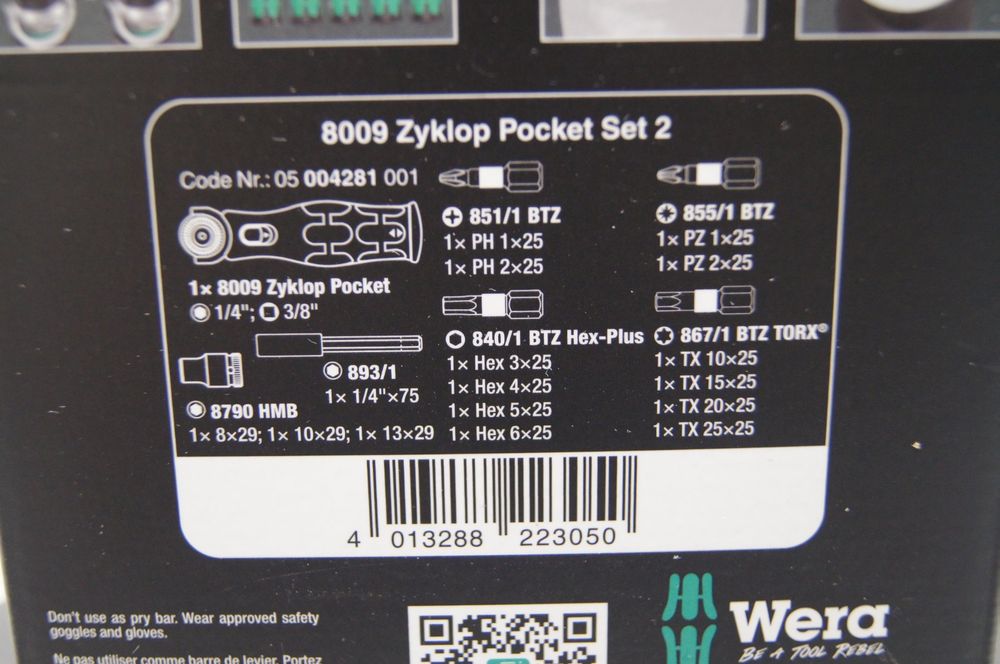 8009 Zyklop Pocket Set 2
Code Nr.: 05 004281 001
1× 8009 Zyklop Pocket
1/4"; 3/8"
893/1
1× 1/4"×75
8790 HMB
1× 8×29; 1× 10×29; 1× 13×29
851/1 BTZ
1× PH 1×25
1× PH 2×25
855/1 BTZ
1× PZ 1×25
1× PZ 2×25
840/1 BTZ Hex-Plus
1× Hex 3×25
1× Hex 4×25
1× Hex 5×25
1× Hex 6×25
867/1 BTZ TORX®
1× TX 10×25
1× TX 15×25
1× TX 20×25
1× TX 25×25
4 013288 223050
Don't use as pry bar. Wear approved safety
goggles and gloves.
Ne pas utiliser comme barre de levier. Portez
Wera
BE A TOOL REBEL